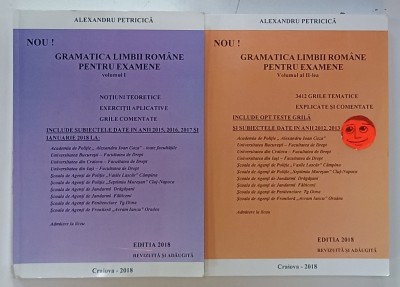 ALEXANDRU PETRICICĂ
NOU !
GRAMATICA LIMBII ROMÂNE
PENTRU EXAMENE
Volumul I
NOȚIUNI TEORETICE
EXERCIȚII APLICATIVE
GRILE COMENTATE
INCLUDE SUBIECTELE DATE IN ANII 2015, 2016, 2017 ȘI
IANUARIE 2018 LA
Academia de Poliție „Alexandru Ioan Cuza"
Universitatea București – Facultatea de Drept
Universitatea din Craiova – Facultatea de Drept
Universitatea din Iași – Facultatea de Drept
Școala de Agenți de Poliție „Vasile Lascăr" Câmpina
Școala de Agenți de Poliție „Septimiu Mureșan" Cluj-Napoca
Școala de Agenți de Jandarmi Drăgășani
Școala de Agenți de Jandarmi Fălticeni
Școala de Agenți de Penitenciare Tg Ocna
Școala de Agenți de Frontieră „Avram Iancu" Oradea
Admitere la liceu
EDITIA 2018
REVIZUITĂ ȘI ADĂUGITĂ
Craiova - 2018
ALEXANDRU PETRICICĂ
NOU !
GRAMATICA LIMBII ROMÂNE
PENTRU EXAMENE
Volumul al II-lea
3412 GRILE TEMATICE
EXPLICATE ȘI COMENTATE
INCLUDE OPT TESTE GRILĂ
ȘI SUBIECTELE DATE IN ANII 2012, 2013
Academia de Poliție „Alexandru Ioan Cuza"
Universitatea București – Facultatea de Drept
Universitatea din Craiova – Facultatea de Drept
Universitatea din Iași – Facultatea de Drept
Școala de Agenți de Poliție „Vasile Lascăr" Câmpina
Școala de Agenți de Poliție „Septimiu Mureșan" Cluj-Napoca
Școala de Agenți de Jandarmi Drăgășani
Școala de Agenți de Jandarmi Fălticeni
Școala de Agenți de Penitenciare Tg Ocna
Școala de Agenți de Frontieră „Avram Iancu" Oradea
Admitere la liceu
EDITIA 2018
REVIZUITĂ ȘI ADĂUGITĂ
Craiova - 2018